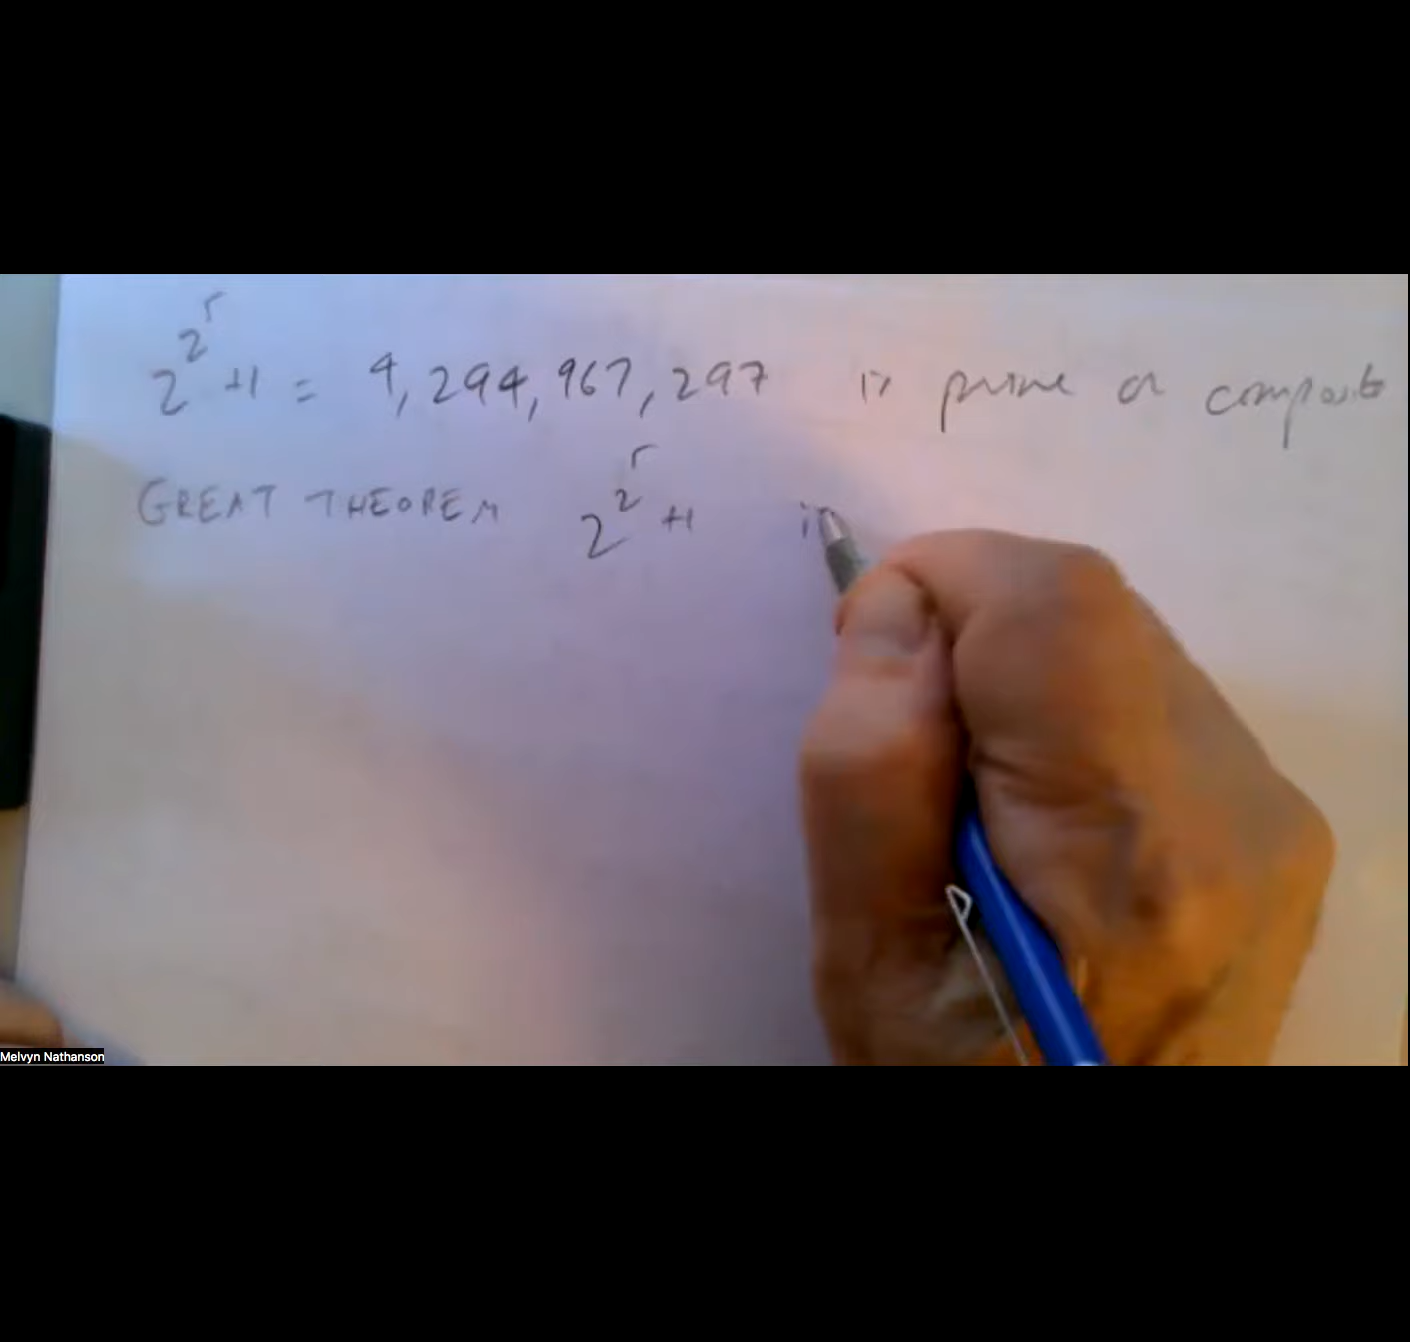 2^2^5 +1 = 4,294,967,297 is prime or composite
GREAT THEOREM 2^2^5 +1 is
Melvyn Nathanson